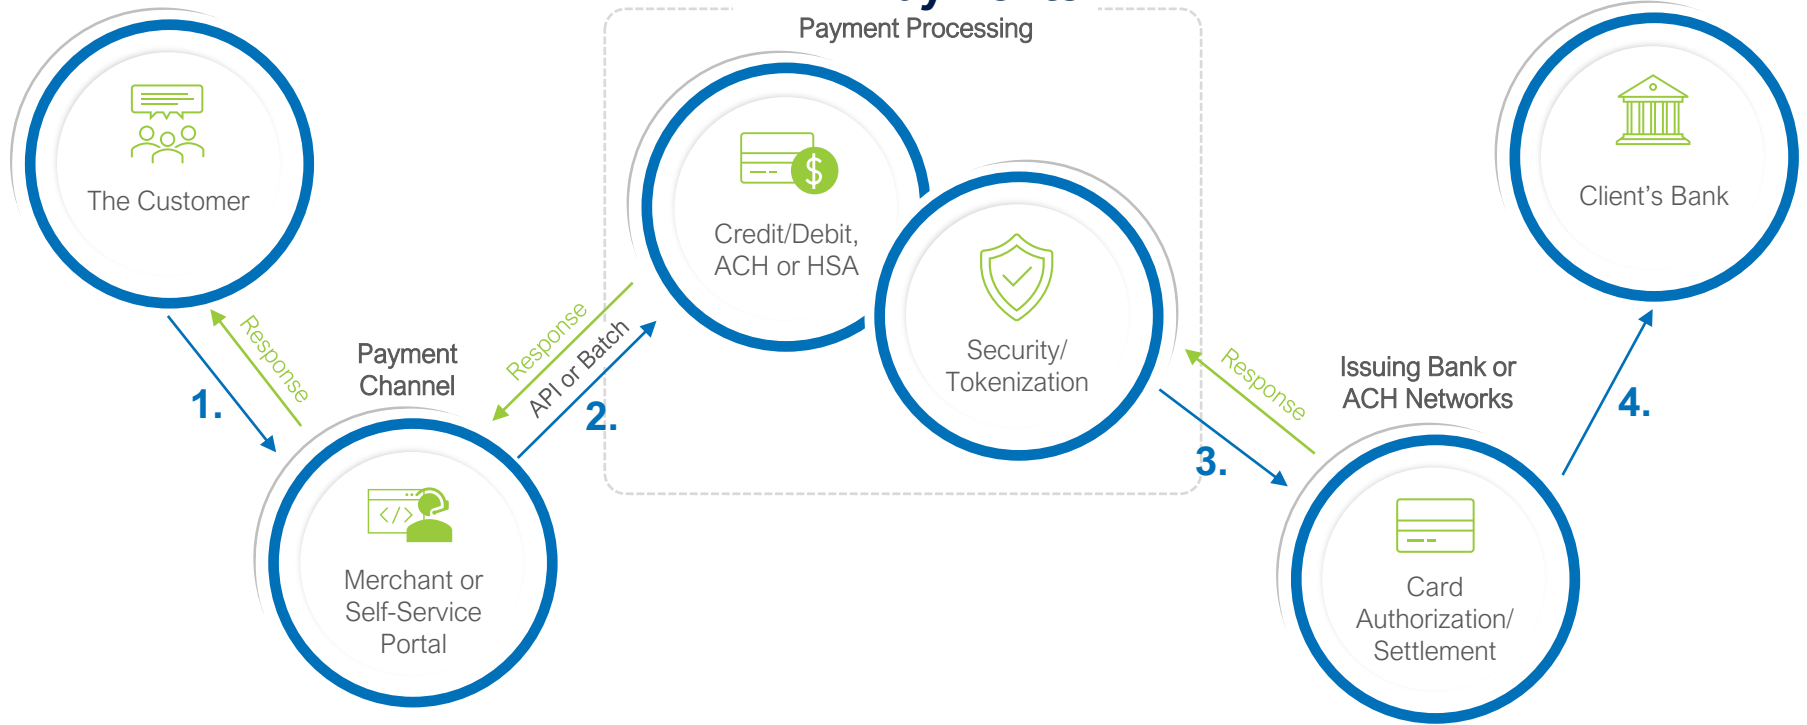 Payment Processing
The Customer
Response
1.
Payment
Channel
Merchant or
Self-Service
Portal
Response
API or Batch
2.
Credit/Debit,
ACH or HSA
Security/
Tokenization
Response
3.
Issuing Bank or
ACH Networks
Card
Authorization/
Settlement
4.
Client's Bank